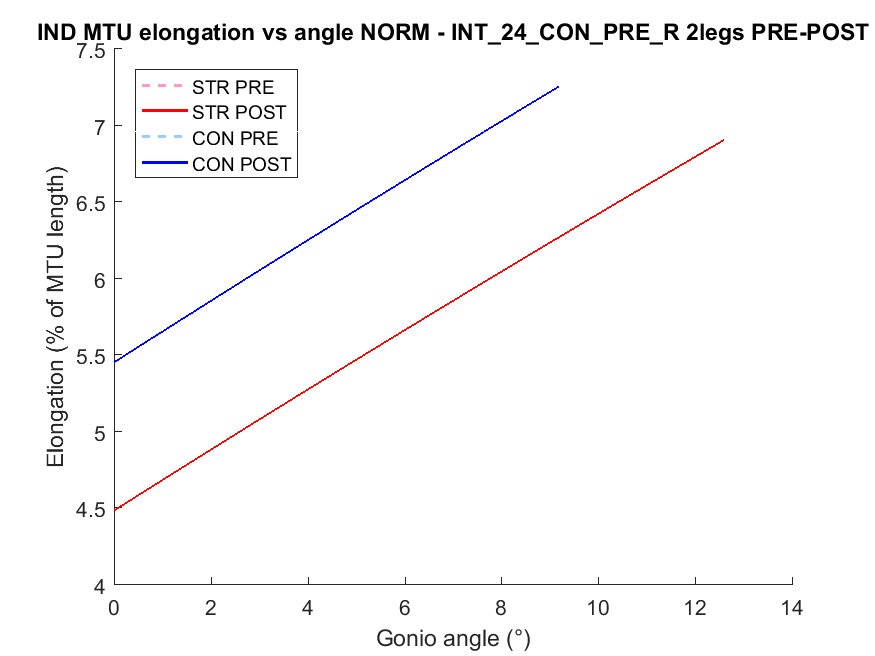 IND MTU elongation vs angle NORM - INT_24_CON_PRE_R 2legs PRE-POST
7.5
7
6.5
6
5.5
5
4.5
4
Elongation (% of MTU length)
STR PRE
STR POST
CON PRE
CON POST
0 2 4 6 8 10 12 14
Gonio angle (°)